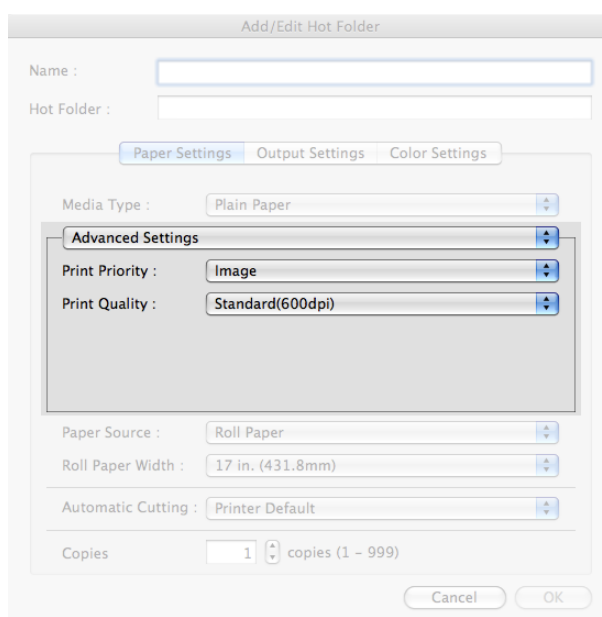 Add/Edit Hot Folder
Name :
Hot Folder :
Paper Settings Output Settings Color Settings
Media Type : Plain Paper
Advanced Settings
Print Priority : Image
Print Quality : Standard(600dpi)
Paper Source : Roll Paper
Roll Paper Width : 17 in. (431.8mm)
Automatic Cutting : Printer Default
Copies 1 copies (1 – 999)
Cancel OK